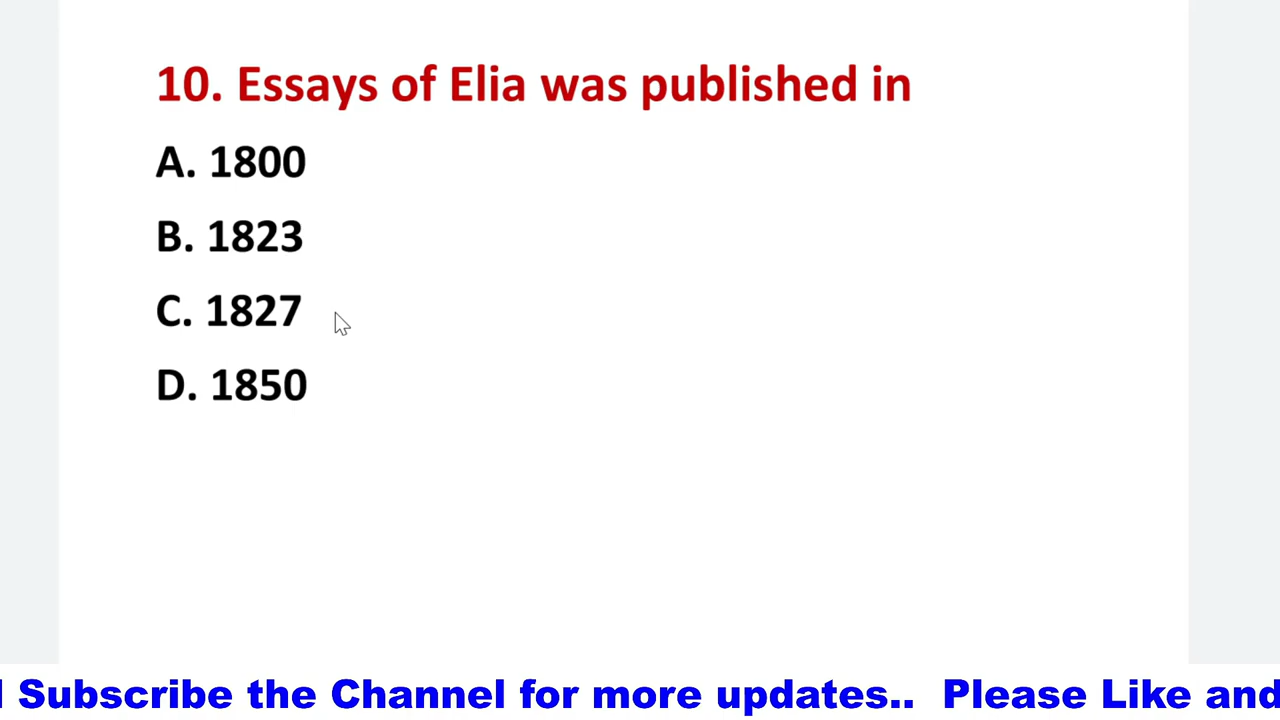 10. Essays of Elia was published in
A. 1800
B. 1823
C. 1827
D. 1850
Subscribe the Channel for more updates.. Please Like and